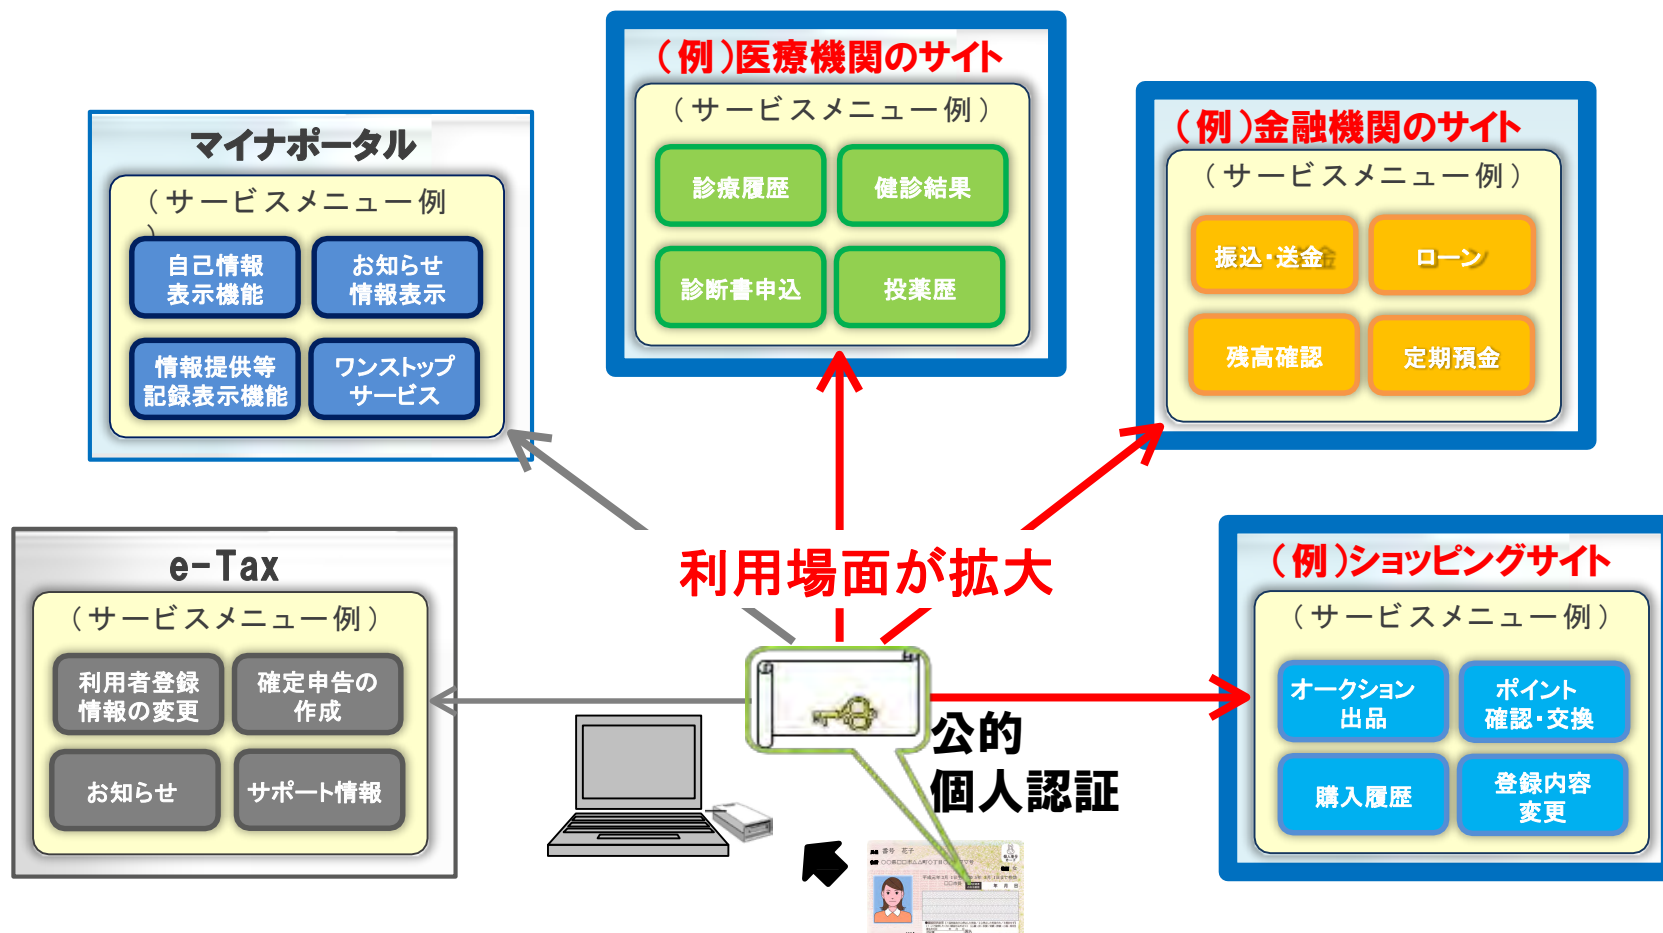 (例)医療機関のサイト
(サービスメニュー例)
診療履歴
健診結果
診断書申込
投薬歴
(例)金融機関のサイト
(サービスメニュー例)
振込・送金
ローン
残高確認
定期預金
マイナポータル
(サービスメニュー例
)
自己情報
表示機能
お知らせ
情報表示
情報提供等
記録表示機能
ワンストップ
サービス
利用場面が拡大
e-Tax
(サービスメニュー例)
利用者登録
情報の変更
確定申告の
作成
お知らせ
サポート情報
(例)ショッピングサイト
(サービスメニュー例)
オークション
出品
ポイント
確認・交換
購入履歴
登録内容
変更
公的
個人認証
番号 花子